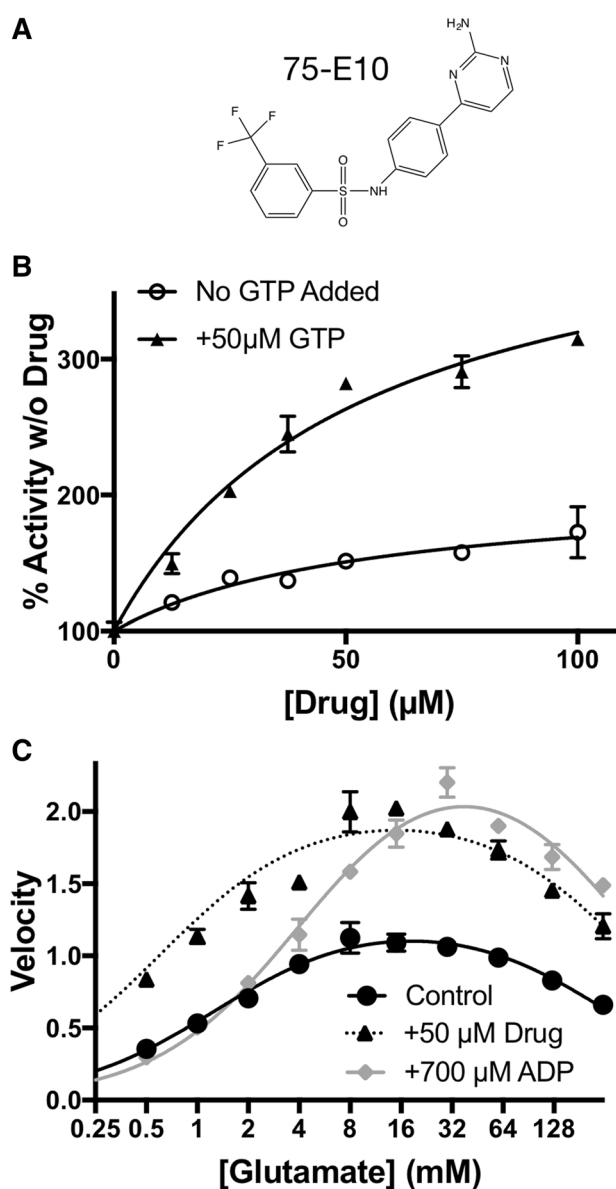 A
75-E10
H₂N
N
N
F
F
F
O
S
NH
O
B
No GTP Added
+50µM GTP
% Activity w/o Drug
300
200
100
0
50
100
[Drug] (µM)
C
Velocity
2.0
1.5
1.0
0.5
0.0
Control
+50 µM Drug
+700 µM ADP
0.25 0.5 1 2 4 8 16 32 64 128
[Glutamate] (mM)